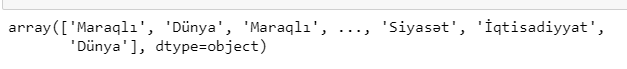 array(['Maraqlı', 'Dünya', 'Maraqlı', ..., 'Siyasət', 'İqtisadiyyat',
'Dünya'], dtype=object)